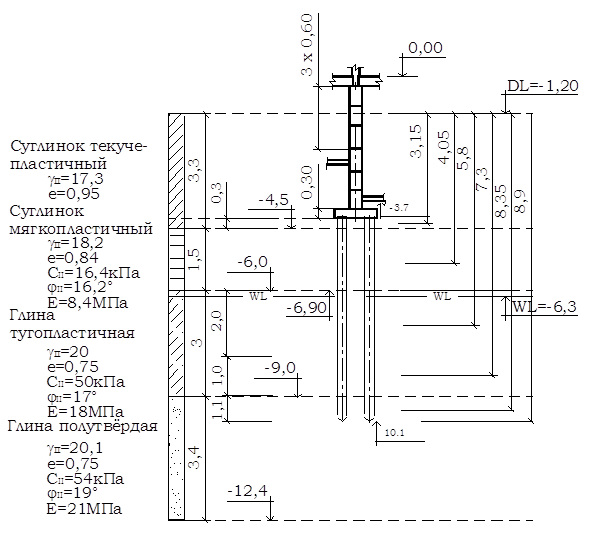 0,00
3 x 0,60
DL=-1,20
3,15
4,05
5,8
7,3
8,35
8,9
Суглинок текуче-
пластичный
γII=17,3
e=0,95
3,3
0,3
0,30
-4,5
-3.7
Суглинок
мягкопластичный
γII=18,2
e=0,84
CII=16,4кПа
φII=16,2°
E=8,4МПа
1,5
-6,0
WL
WL
-6,90
WL=-6,3
Глина
тугопластичная
γII=20
e=0,75
CII=50кПа
φII=17°
E=18МПа
3
2,0
1,0
-9,0
1,1
10.1
Глина полутвёрдая
γII=20,1
e=0,75
CII=54кПа
φII=19°
E=21МПа
3,4
-12,4